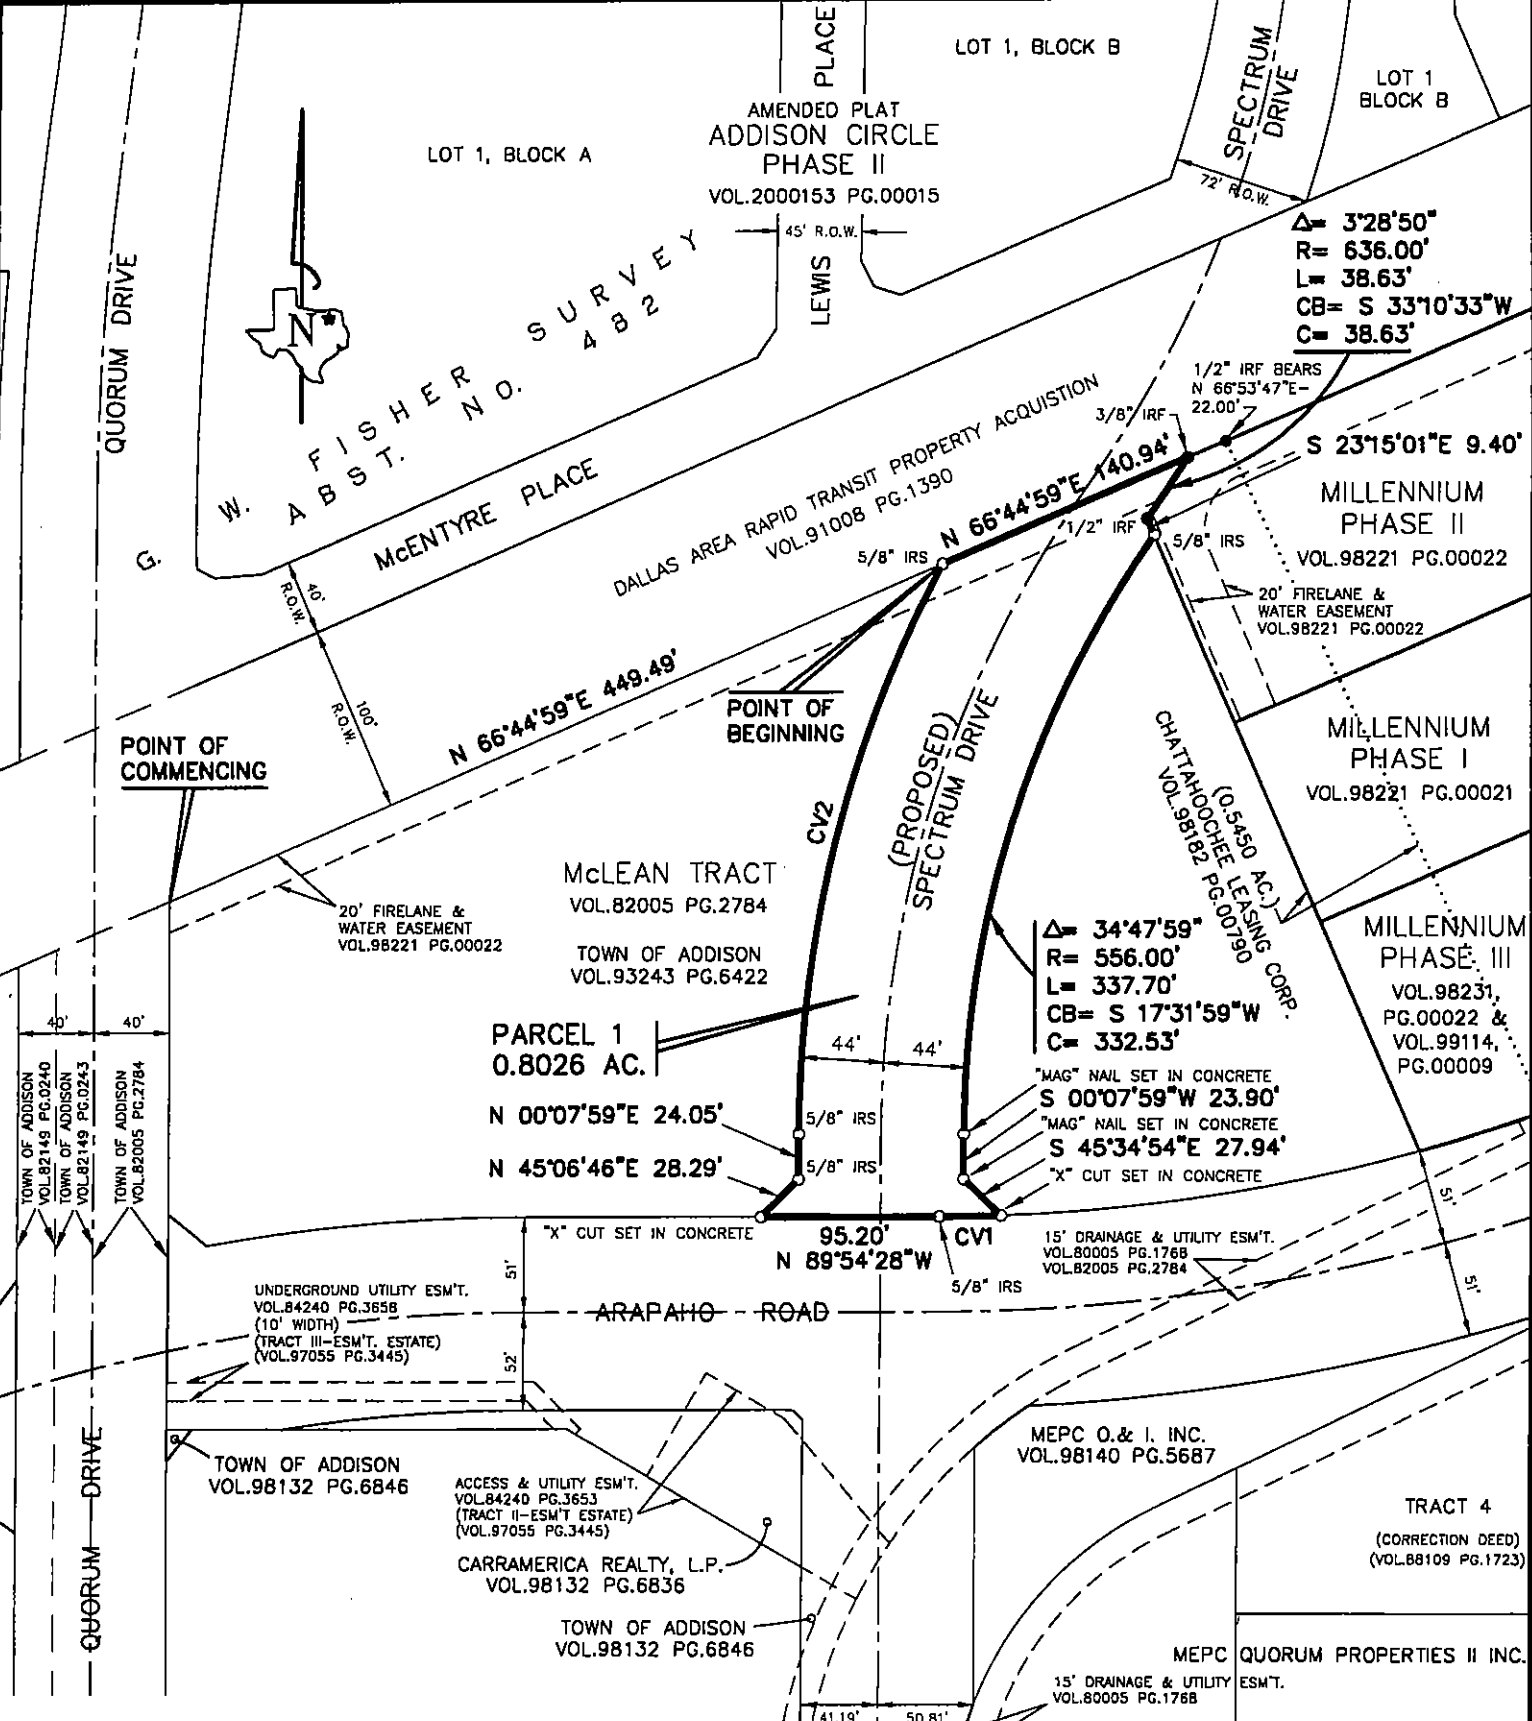 LOT 1, BLOCK B
PLACE
SPECTRUM
DRIVE
LOT 1
BLOCK B
AMENDED PLAT
ADDISON CIRCLE
PHASE II
VOL.2000153 PG.00015
LOT 1, BLOCK A
72' R.O.W.
45' R.O.W.
LEWIS
QUORUM DRIVE
Δ= 3°28'50"
R= 636.00'
L= 38.63'
CB= S 33°10'33"W
C= 38.63'
N
G. W. FISHER SURVEY
ABST. NO. 482
1/2" IRF BEARS
N 66°53'47"E-
22.00'
3/8" IRF
S 23°15'01"E 9.40'
McENTYRE PLACE
DALLAS AREA RAPID TRANSIT PROPERTY ACQUISTION
VOL.91008 PG.1390
N 66°44'59"E 140.94'
1/2" IRF
5/8" IRS
5/8" IRS
MILLENNIUM
PHASE II
VOL.98221 PG.00022
20' FIRELANE &
WATER EASEMENT
VOL.98221 PG.00022
40'
R.O.W.
100'
R.O.W.
N 66°44'59"E 449.49'
POINT OF
BEGINNING
POINT OF
COMMENCING
(PROPOSED)
SPECTRUM DRIVE
CV2
MILLENNIUM
PHASE I
VOL.98221 PG.00021
(0.5450 AC.)
CHATTAHOOCHEE LEASING CORP.
VOL.98182 PG.00790
McLEAN TRACT
VOL.82005 PG.2784
TOWN OF ADDISON
VOL.93243 PG.6422
20' FIRELANE &
WATER EASEMENT
VOL.98221 PG.00022
Δ= 34°47'59"
R= 556.00'
L= 337.70'
CB= S 17°31'59"W
C= 332.53'
MILLENNIUM
PHASE III
VOL.98231,
PG.00022 &
VOL.99114,
PG.00009
PARCEL 1
0.8026 AC.
44'
44'
40'
40'
TOWN OF ADDISON
VOL.82149 PG.0240
TOWN OF ADDISON
VOL.82149 PG.0243
TOWN OF ADDISON
VOL.82005 PG.2784
"MAG" NAIL SET IN CONCRETE
S 00°07'59"W 23.90'
"MAG" NAIL SET IN CONCRETE
S 45°34'54"E 27.94'
"X" CUT SET IN CONCRETE
N 00°07'59"E 24.05'
5/8" IRS
N 45°06'46"E 28.29'
5/8" IRS
"X" CUT SET IN CONCRETE
95.20'
N 89°54'28"W
CV1
5/8" IRS
15' DRAINAGE & UTILITY ESM'T.
VOL.80005 PG.1768
VOL.82005 PG.2784
51'
51'
51'
52'
UNDERGROUND UTILITY ESM'T.
VOL.84240 PG.3658
(10' WIDTH)
(TRACT III-ESM'T. ESTATE)
(VOL.97055 PG.3445)
ARAPAHO ROAD
QUORUM DRIVE
TOWN OF ADDISON
VOL.98132 PG.6846
ACCESS & UTILITY ESM'T.
VOL.84240 PG.3653
(TRACT II-ESM'T ESTATE)
(VOL.97055 PG.3445)
CARRAMERICA REALTY, L.P.
VOL.98132 PG.6836
TOWN OF ADDISON
VOL.98132 PG.6846
MEPC O.& I. INC.
VOL.98140 PG.5687
TRACT 4
(CORRECTION DEED)
(VOL.88109 PG.1723)
MEPC QUORUM PROPERTIES II INC.
15' DRAINAGE & UTILITY ESM'T.
VOL.80005 PG.1768
41.19'
50.81'